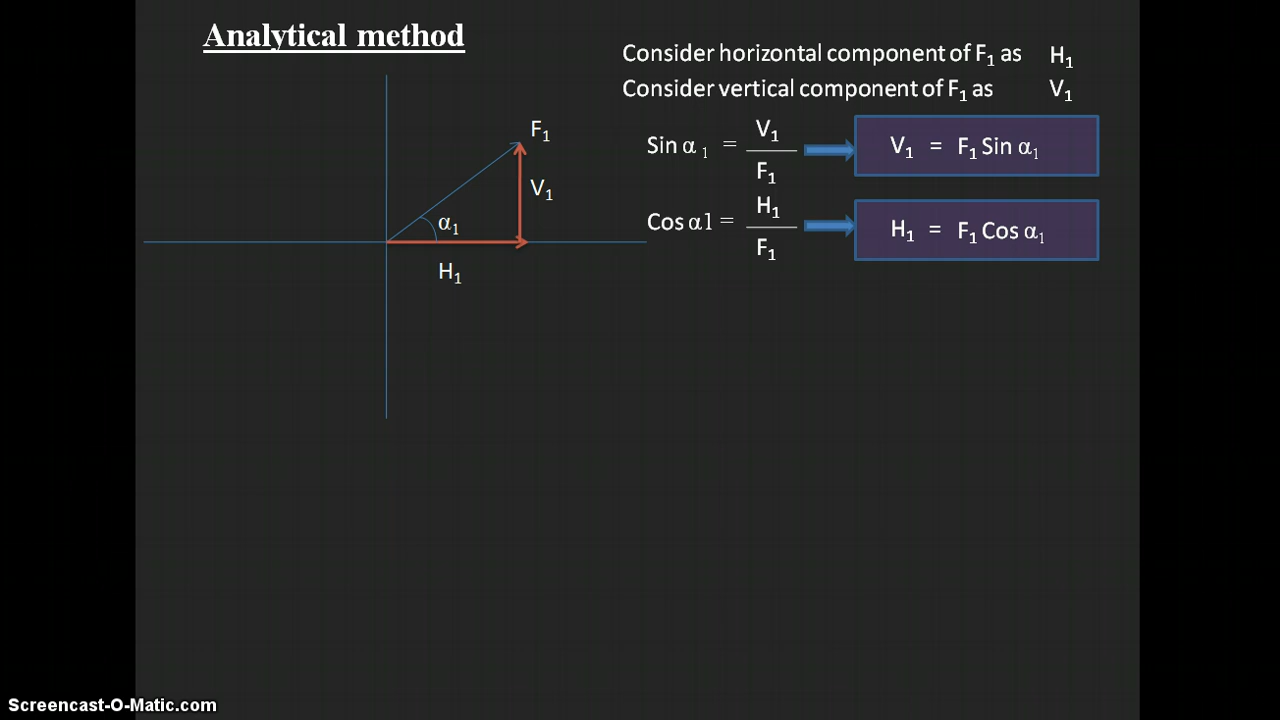 Analytical method
Consider horizontal component of F₁ as H₁
Consider vertical component of F₁ as V₁
F₁
V₁
α₁
H₁
Sin α ₁ = V₁ / F₁
V₁ = F₁ Sin α₁
Cos α1 = H₁ / F₁
H₁ = F₁ Cos α₁
Screencast-O-Matic.com